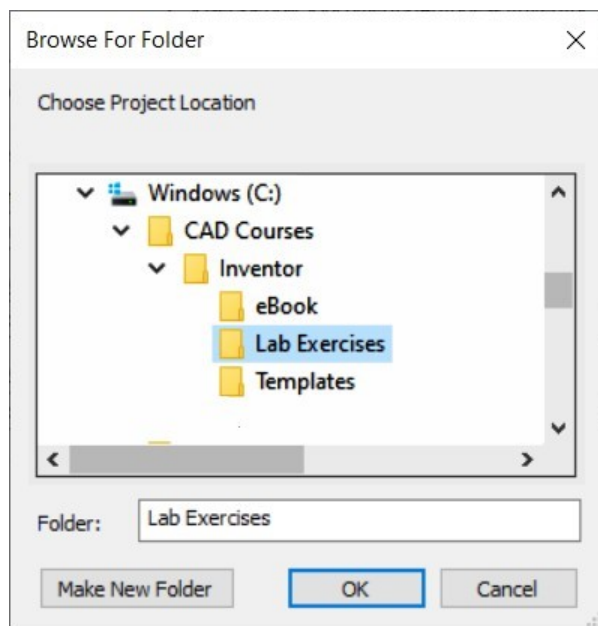 Browse For Folder
Choose Project Location
Windows (C:)
CAD Courses
Inventor
eBook
Lab Exercises
Templates
Folder: Lab Exercises
Make New Folder OK Cancel